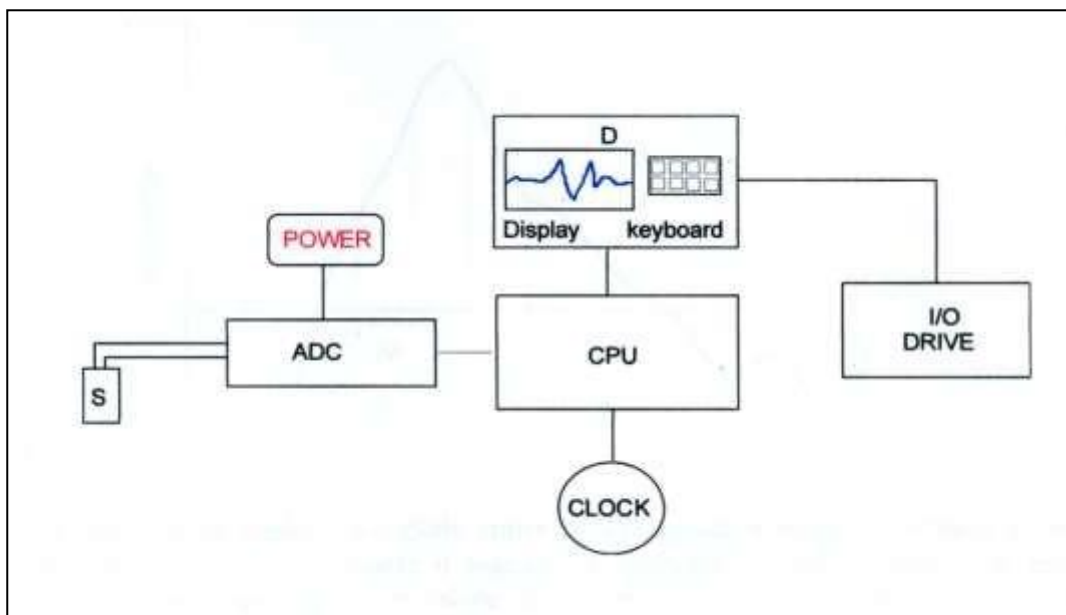 D
Display keyboard
POWER
I/O
DRIVE
ADC
CPU
S
CLOCK